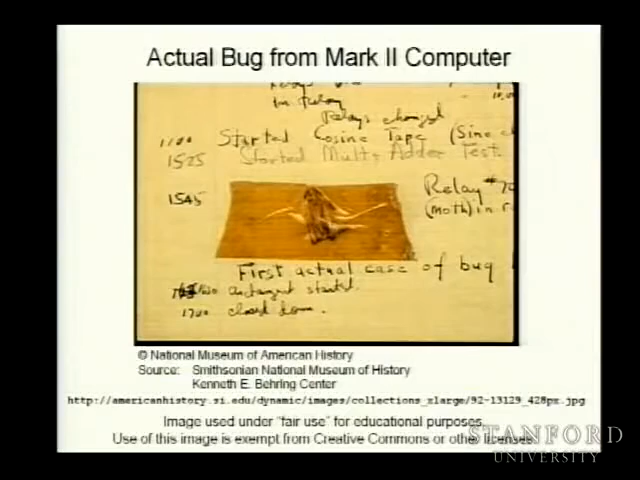 Actual Bug from Mark II Computer
Relays changed
1100 Started Cosine Tape (Sine c
1525 Started Mult+ Adder Test.
1545 Relay #70
(moth) in r
First actual case of bug
1630 antangent started.
1700 closed down.
© National Museum of American History
Source: Smithsonian National Museum of History
Kenneth E. Behring Center
http://americanhistory.si.edu/dynamic/images/collections_xlarge/92-13129_428px.jpg
Image used under "fair use" for educational purposes.
Use of this image is exempt from Creative Commons or other licenses.
STANFORD
UNIVERSITY